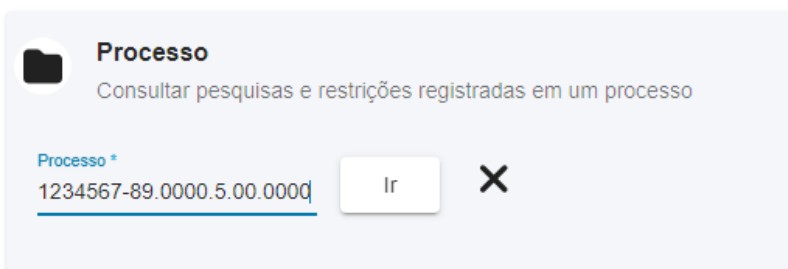 Processo
Consultar pesquisas e restrições registradas em um processo
Processo *
1234567-89.0000.5.00.0000
Ir